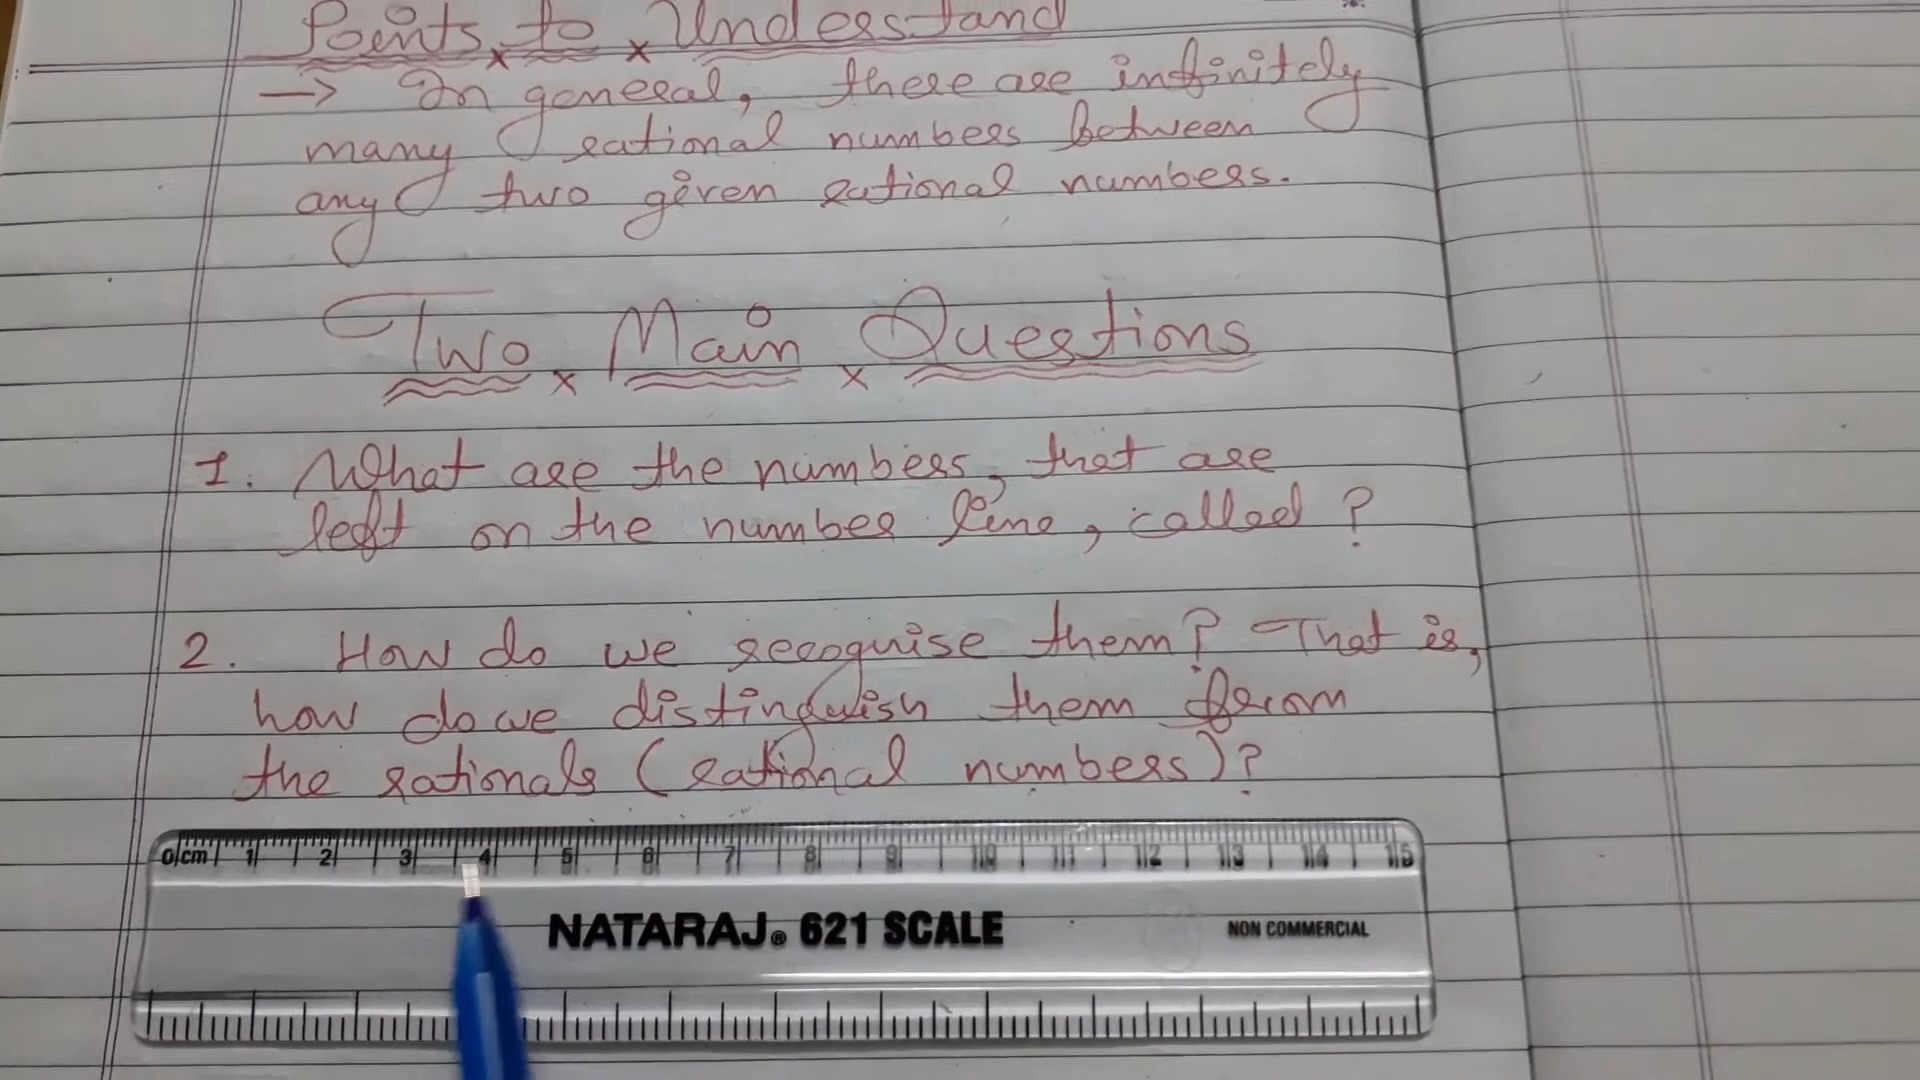 Points to Understand
→ In general, there are infinitely
many rational numbers between
any two given rational numbers.
Two Main Questions
1. What are the numbers, that are
left on the number line, called?
2. How do we recognise them? That is,
how do we distinguish them from
the rationals (rational numbers)?
0 cm 1 2 3 4 5 6 7 8 9 10 11 12 13 14 15
NATARAJ® 621 SCALE NON COMMERCIAL